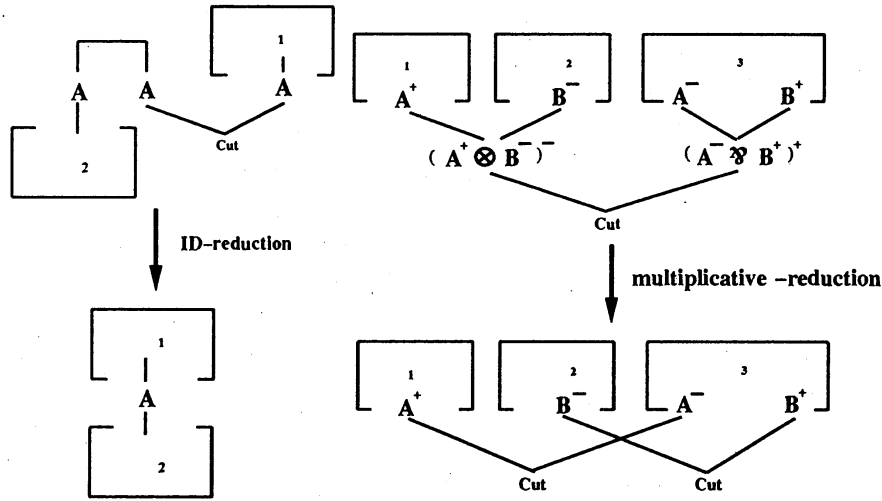 1
A A A
Cut
2
ID-reduction
1
A
2
1 2 3
A⁺ B⁻ A⁻ B⁺
( A⁺ ⊗ B⁻ )⁻ ( A⁻ ⅋ B⁺ )⁺
Cut
multiplicative -reduction
1 2 3
A⁺ B⁻ A⁻ B⁺
Cut Cut